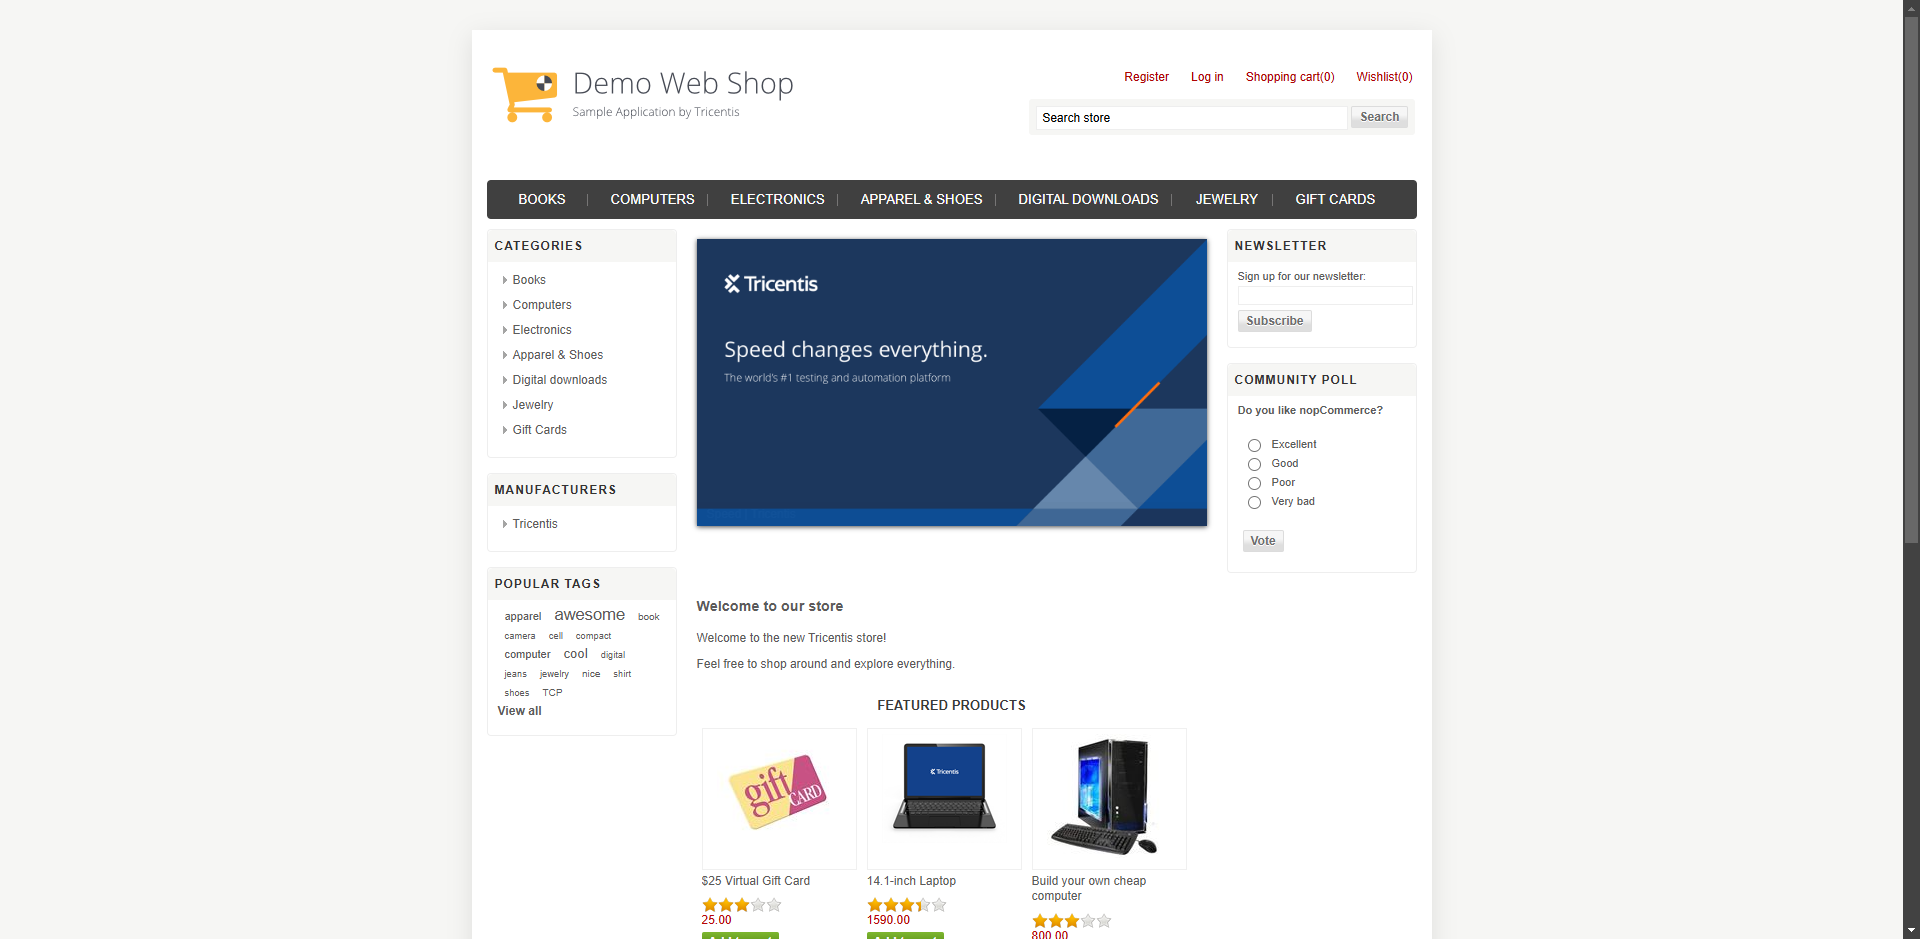 Demo Web Shop
Sample Application by Tricentis
Register Log in Shopping cart(0) Wishlist(0)
Search store Search
BOOKS COMPUTERS ELECTRONICS APPAREL & SHOES DIGITAL DOWNLOADS JEWELRY GIFT CARDS
CATEGORIES
Books
Computers
Electronics
Apparel & Shoes
Digital downloads
Jewelry
Gift Cards
MANUFACTURERS
Tricentis
POPULAR TAGS
apparel awesome book
camera cell compact
computer cool digital
jeans jewelry nice shirt
shoes TCP
View all
Tricentis
Speed changes everything.
The world's #1 testing and automation platform
Welcome to our store
Welcome to the new Tricentis store!
Feel free to shop around and explore everything.
FEATURED PRODUCTS
gift CARD
Tricentis
$25 Virtual Gift Card
25.00
14.1-inch Laptop
1590.00
Build your own cheap
computer
800.00
NEWSLETTER
Sign up for our newsletter:
Subscribe
COMMUNITY POLL
Do you like nopCommerce?
Excellent
Good
Poor
Very bad
Vote